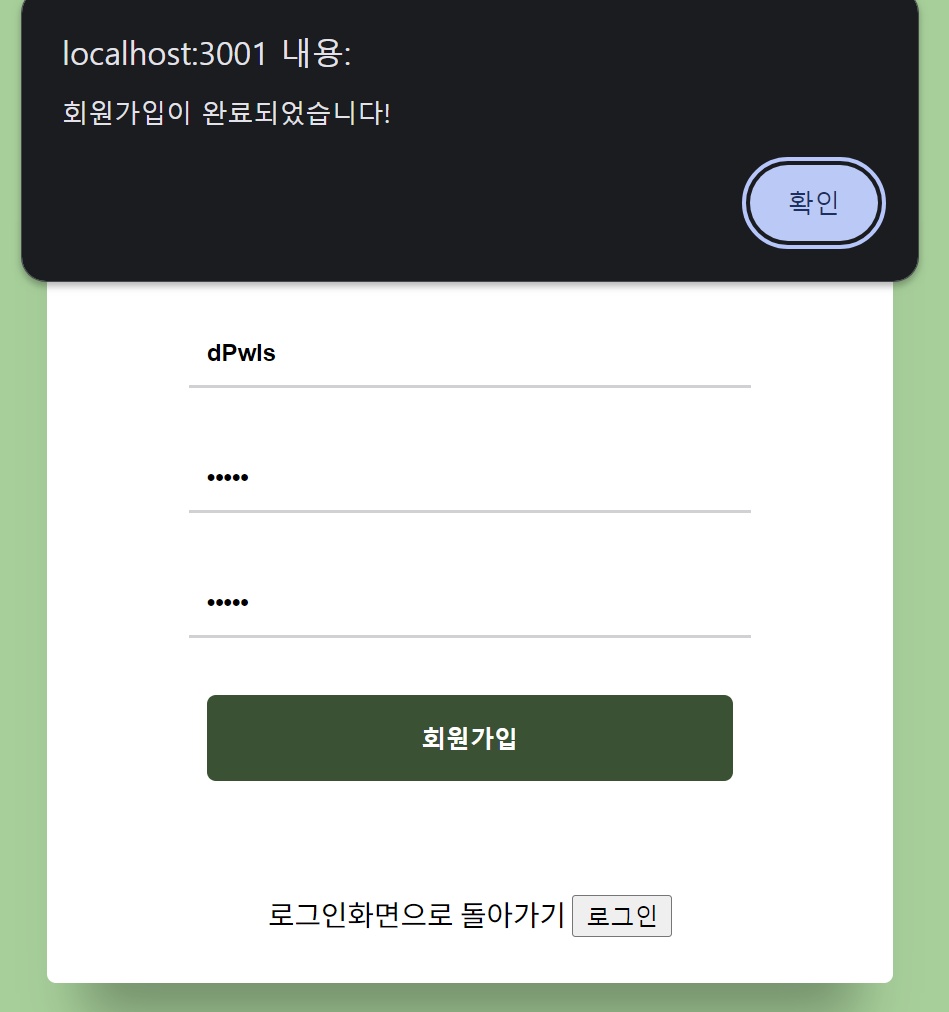 localhost:3001 내용:
회원가입이 완료되었습니다!
확인
dPwls
•••••
•••••
회원가입
로그인화면으로 돌아가기 로그인